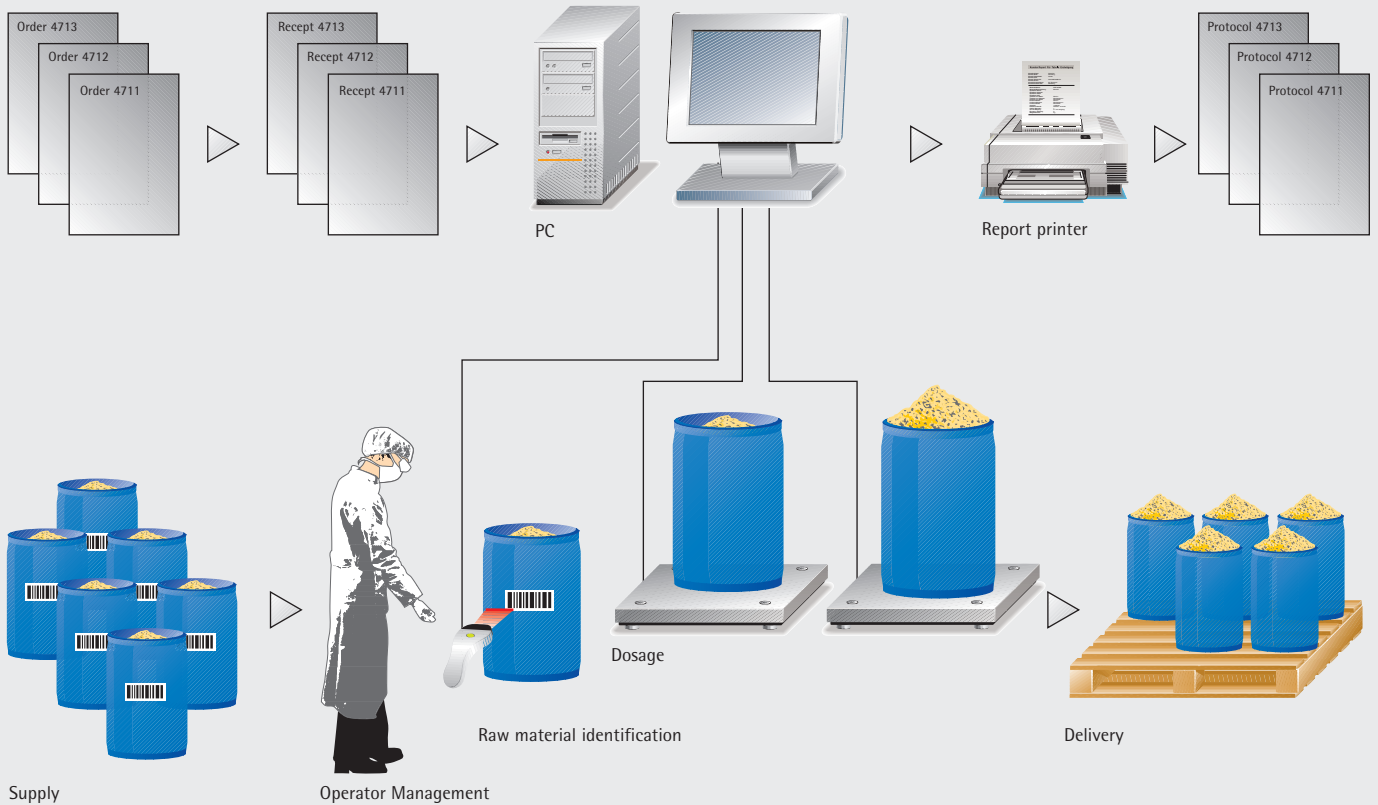 Order 4713
Order 4712
Order 4711
Recept 4713
Recept 4712
Recept 4711
PC
Report printer
Protocol 4713
Protocol 4712
Protocol 4711
Dosage
Raw material identification
Delivery
Supply
Operator Management